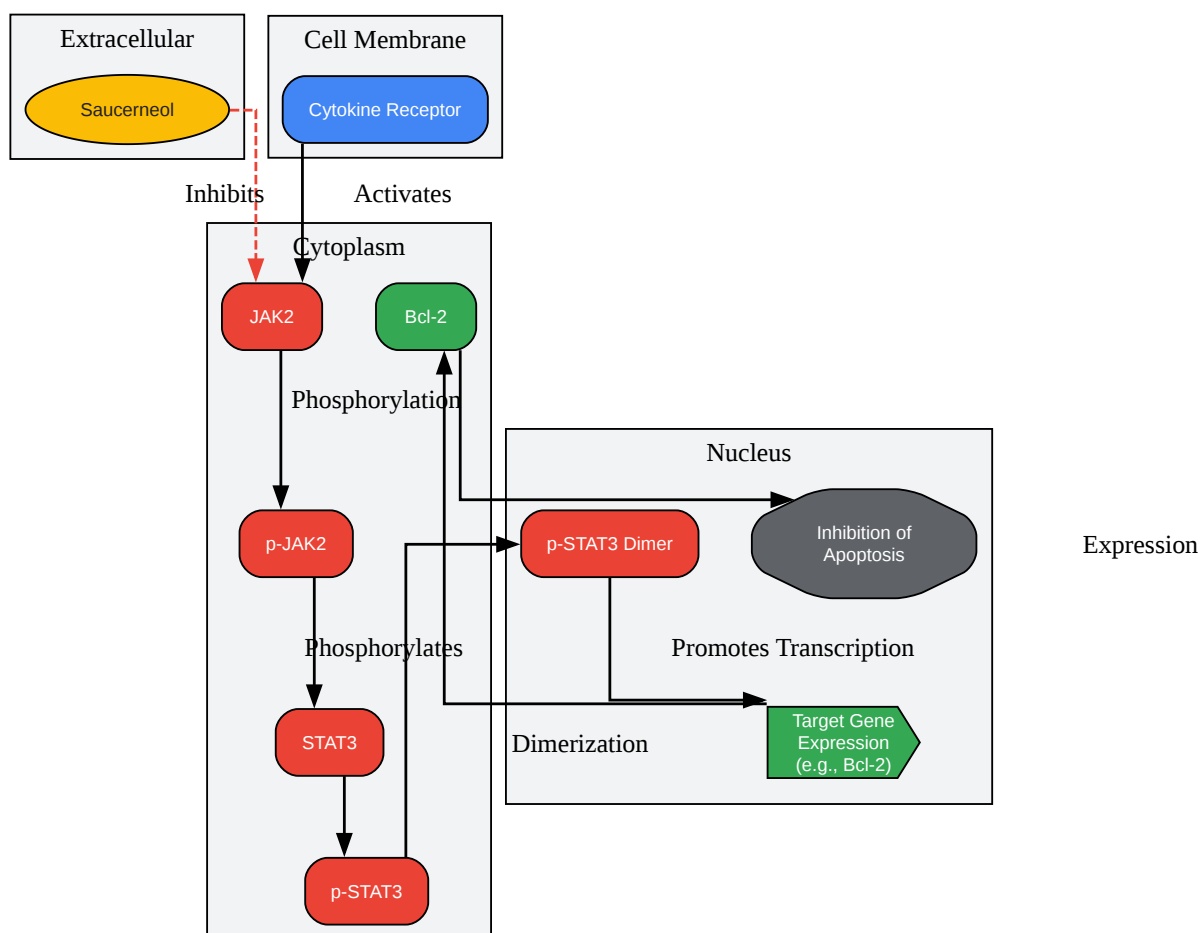 Extracellular
Cell Membrane
Saucerneol
Cytokine Receptor
Inhibits
Activates
Cytoplasm
JAK2
Bcl-2
Phosphorylation
Nucleus
p-JAK2
p-STAT3 Dimer
Inhibition of
Apoptosis
Expression
Phosphorylates
Promotes Transcription
STAT3
Dimerization
Target Gene
Expression
(e.g., Bcl-2)
p-STAT3